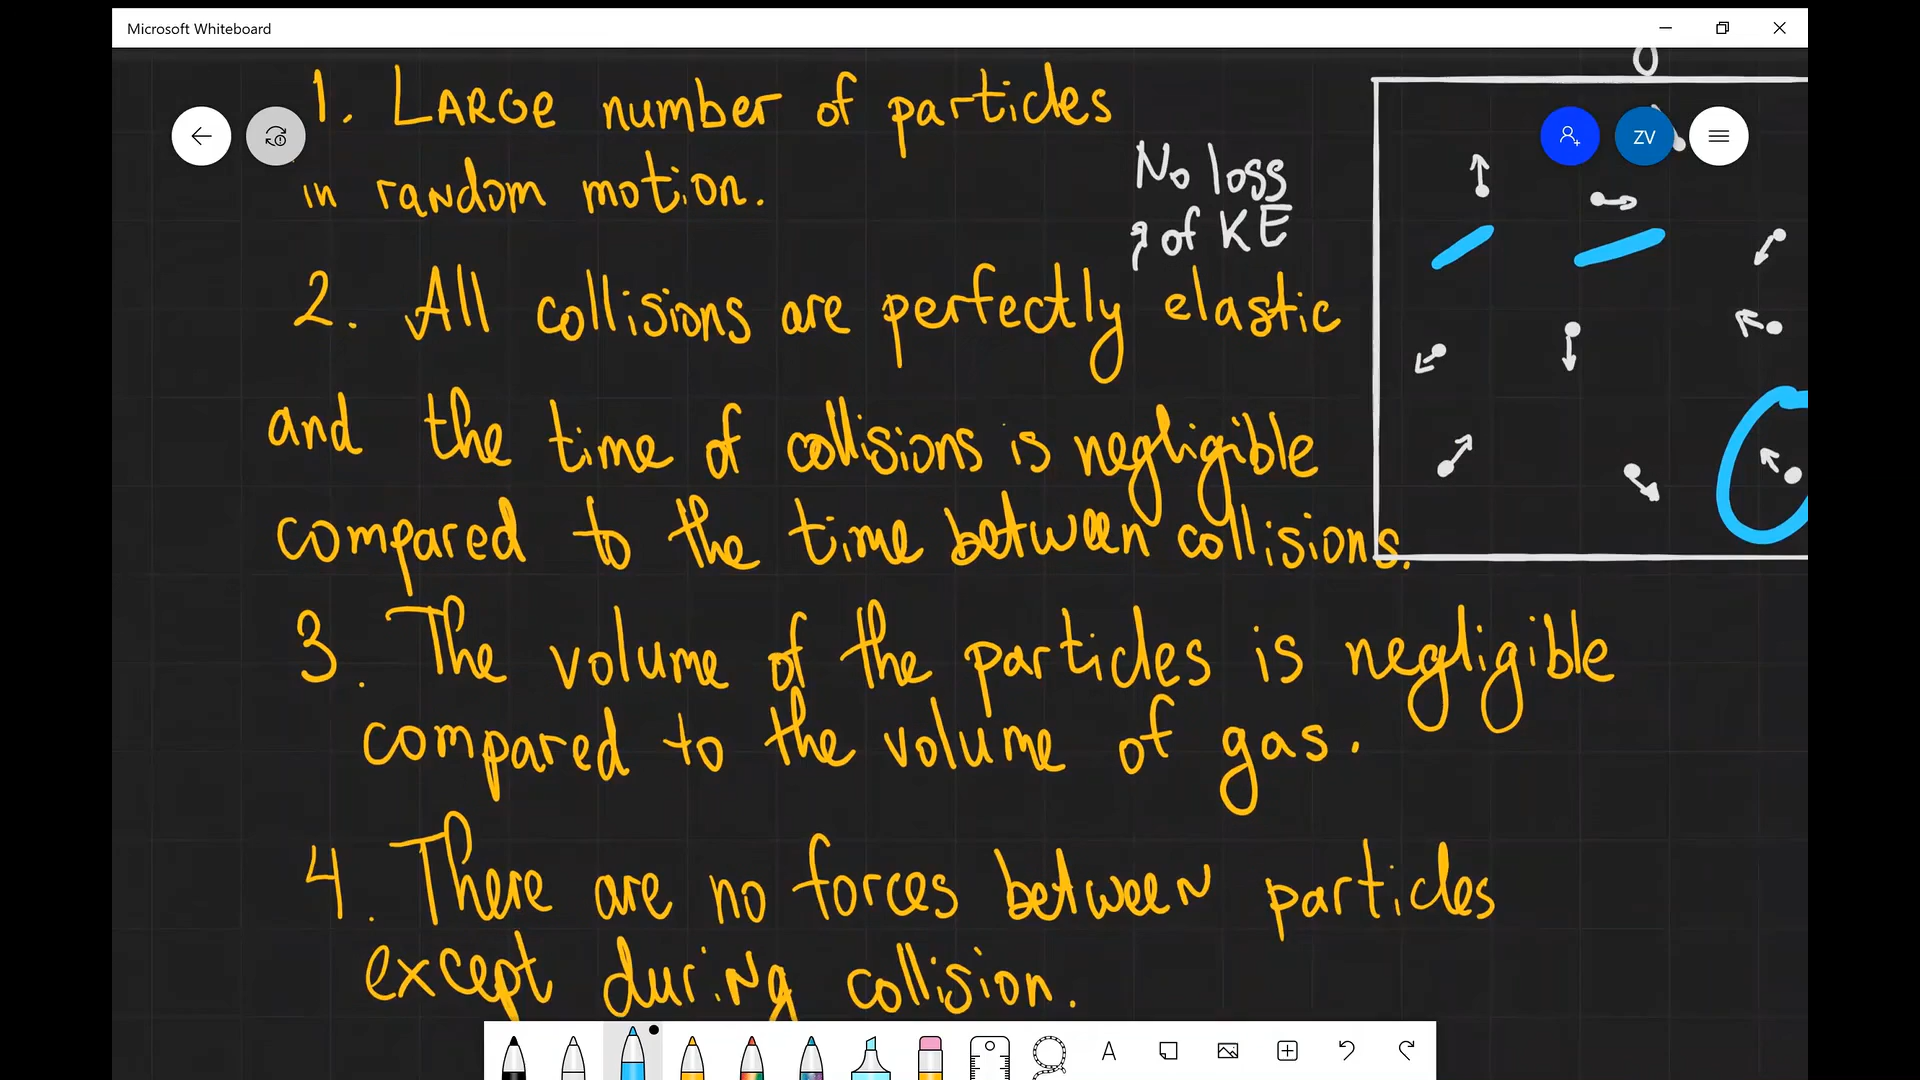 Microsoft Whiteboard
1. LARGE number of particles
in random motion.
No loss
of KE
ZV
2. All collisions are perfectly elastic
and the time of collisions is negligible
compared to the time between collisions.
3. The volume of the particles is negligible
compared to the volume of gas.
4. There are no forces between particles
except during collision.
A